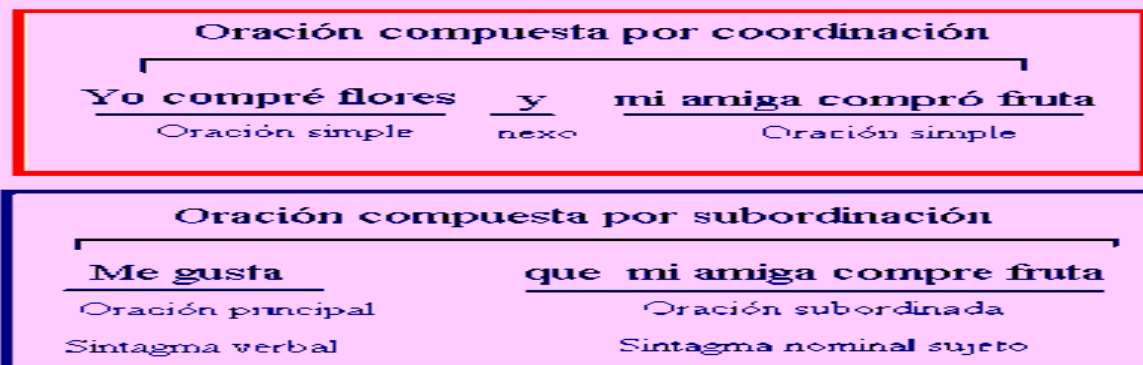 Oración compuesta por coordinación
Yo compré flores y mi amiga compró fruta
Oración simple nexo Oración simple
Oración compuesta por subordinación
Me gusta que mi amiga compre fruta
Oración principal Oración subordinada
Sintagma verbal Sintagma nominal sujeto